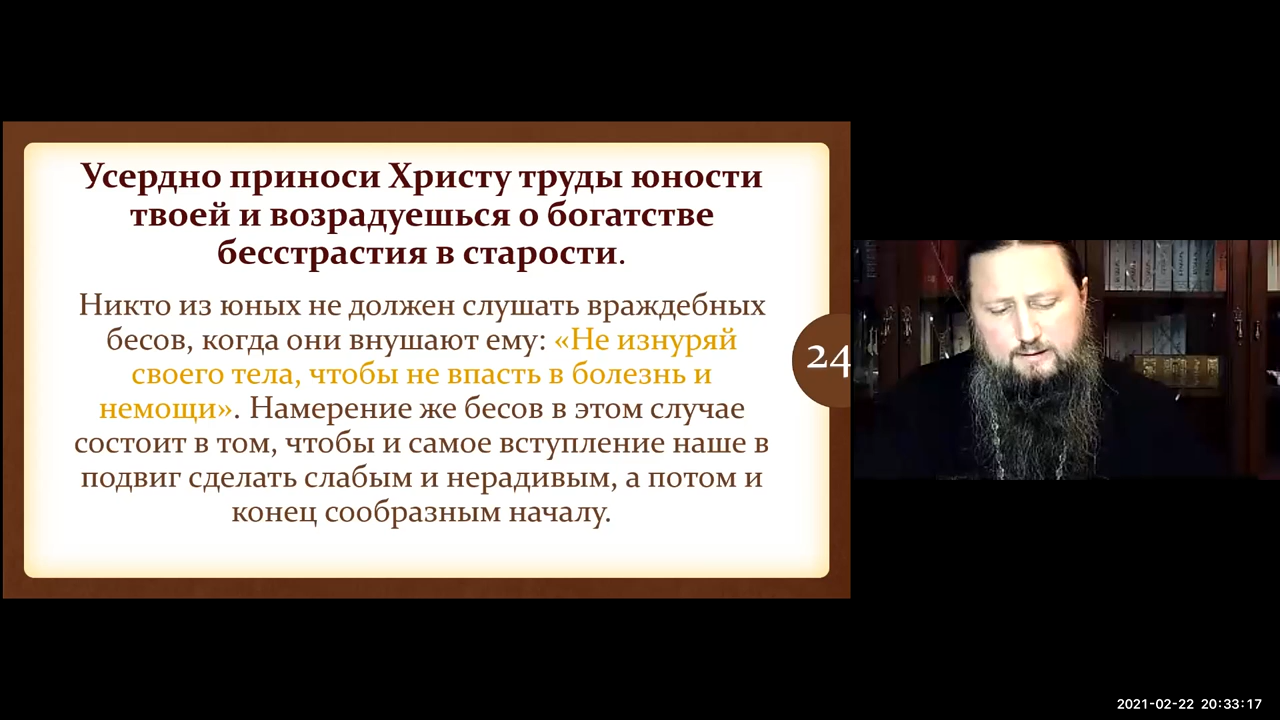 Усердно приноси Христу труды юности
твоей и возрадуешься о богатстве
бесстрастия в старости.
Никто из юных не должен слушать враждебных
бесов, когда они внушают ему: «Не изнуряй
своего тела, чтобы не впасть в болезнь и
немощи». Намерение же бесов в этом случае
состоит в том, чтобы и самое вступление наше в
подвиг сделать слабым и нерадивым, а потом и
конец сообразным началу.
24
2021-02-22 20:33:17